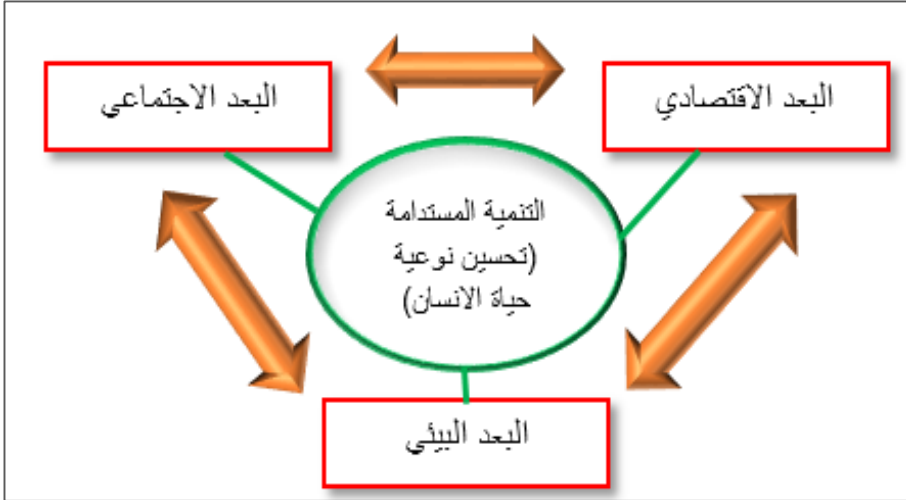 البعد الاقتصادي
البعد الاجتماعي
التنمية المستدامة
(تحسين نوعية
حياة الانسان)
البعد البيئي